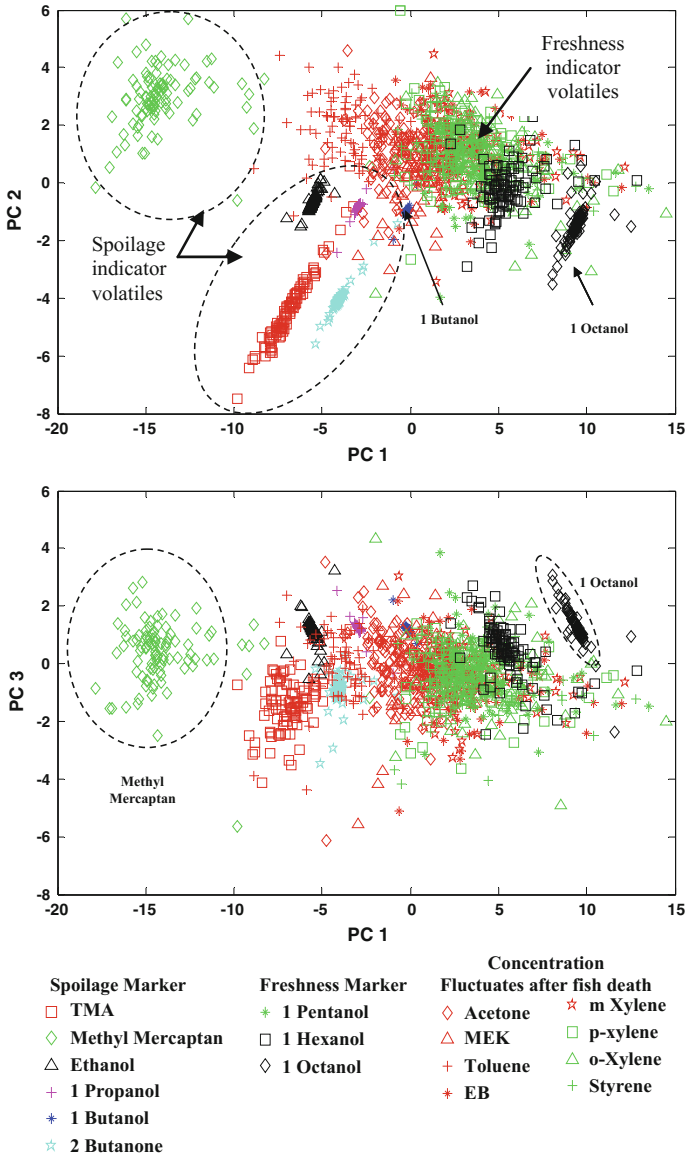 6
4
2
0
-2
-4
-6
-8
-20
-15
-10
-5
0
5
10
15
PC 2
PC 1
Freshness
indicator
volatiles
Spoilage
indicator
volatiles
1 Butanol
1 Octanol
6
4
2
0
-2
-4
-6
-8
-20
-15
-10
-5
0
5
10
15
PC 3
PC 1
1 Octanol
Methyl
Mercaptan
Spoilage Marker
TMA
Methyl Mercaptan
Ethanol
1 Propanol
1 Butanol
2 Butanone
Freshness Marker
1 Pentanol
1 Hexanol
1 Octanol
Concentration
Fluctuates after fish death
Acetone
MEK
Toluene
EB
m Xylene
p-xylene
o-Xylene
Styrene